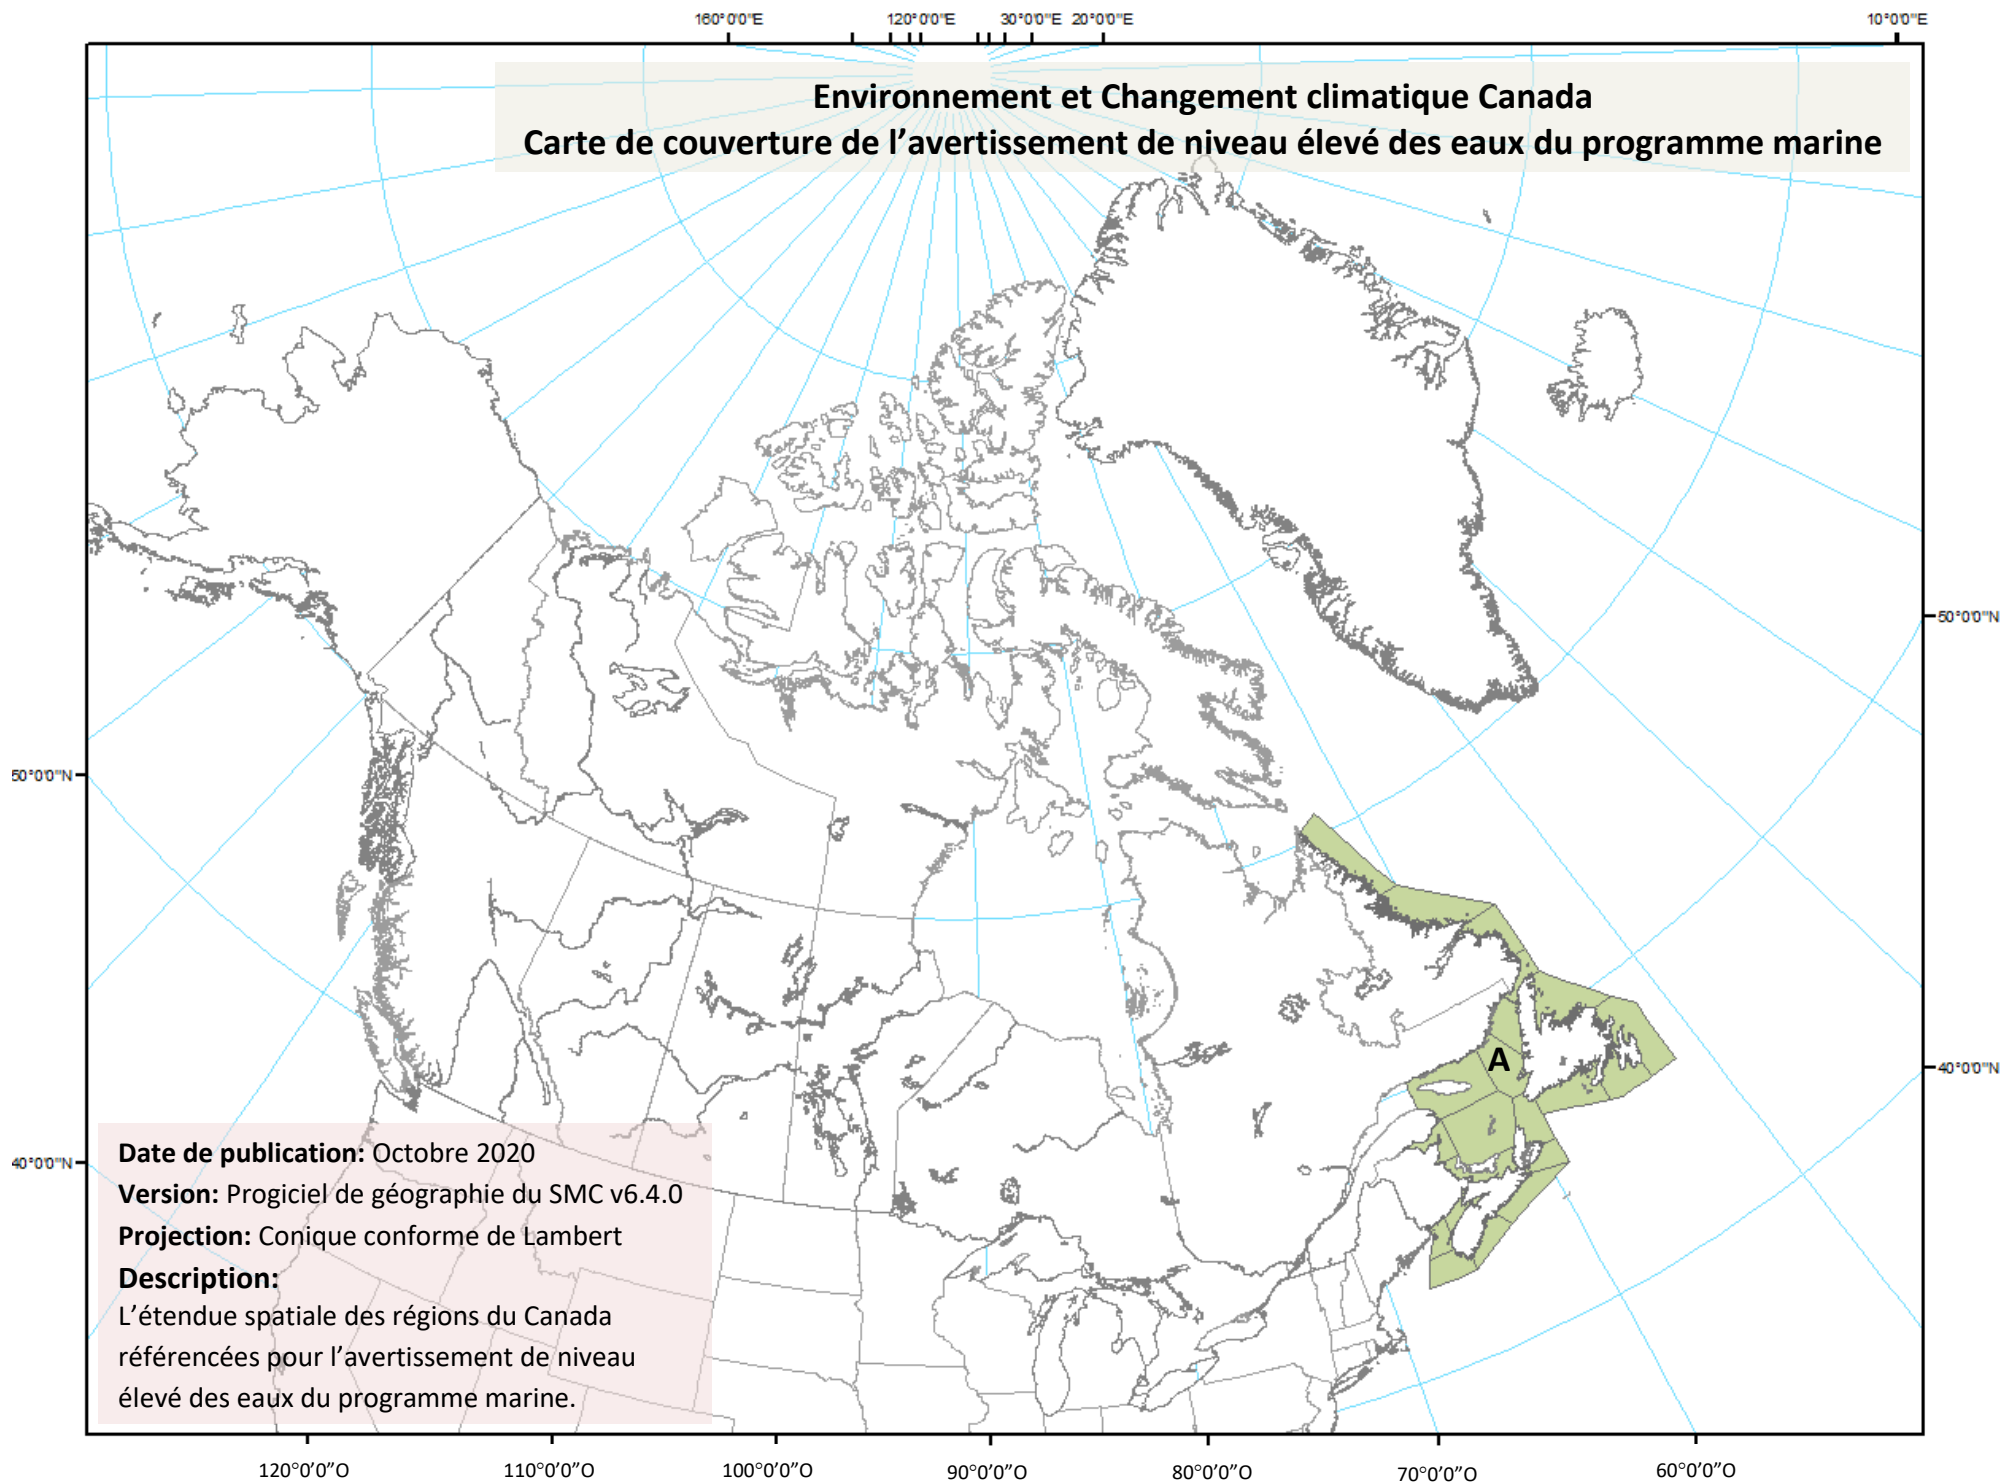 160°0'0"E 120°0'0"E 30°0'0"E 20°0'0"E 10°0'0"E
Environnement et Changement climatique Canada
Carte de couverture de l’avertissement de niveau élevé des eaux du programme marine
50°0'0"N
50°0'0"N
A
40°0'0"N
40°0'0"N
Date de publication: Octobre 2020
Version: Progiciel de géographie du SMC v6.4.0
Projection: Conique conforme de Lambert
Description:
L’étendue spatiale des régions du Canada
référencées pour l’avertissement de niveau
élevé des eaux du programme marine.
120°0'0"O 110°0'0"O 100°0'0"O 90°0'0"O 80°0'0"O 70°0'0"O 60°0'0"O